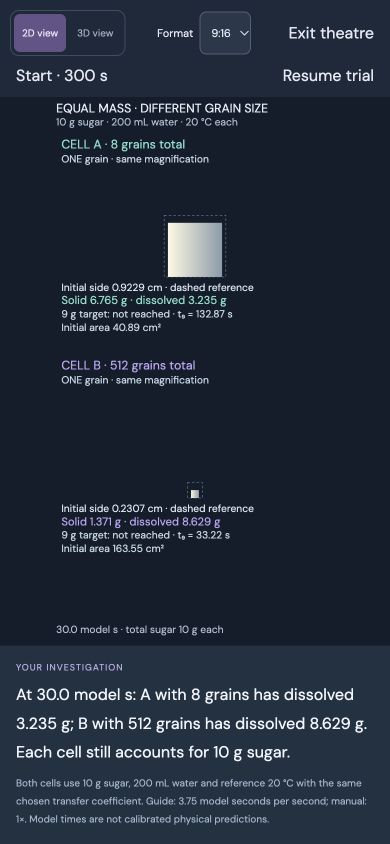 2D view
3D view
Format
9:16
Exit theatre
Start · 300 s
Resume trial
EQUAL MASS · DIFFERENT GRAIN SIZE
10 g sugar · 200 mL water · 20 °C each
CELL A · 8 grains total
ONE grain · same magnification
Initial side 0.9229 cm · dashed reference
Solid 6.765 g · dissolved 3.235 g
9 g target: not reached · t₉ = 132.87 s
Initial area 40.89 cm²
CELL B · 512 grains total
ONE grain · same magnification
Initial side 0.2307 cm · dashed reference
Solid 1.371 g · dissolved 8.629 g
9 g target: not reached · t₉ = 33.22 s
Initial area 163.55 cm²
30.0 model s · total sugar 10 g each
YOUR INVESTIGATION
At 30.0 model s: A with 8 grains has dissolved
3.235 g; B with 512 grains has dissolved 8.629 g.
Each cell still accounts for 10 g sugar.
Both cells use 10 g sugar, 200 mL water and reference 20 °C with the same
chosen transfer coefficient. Guide: 3.75 model seconds per second; manual:
1×. Model times are not calibrated physical predictions.